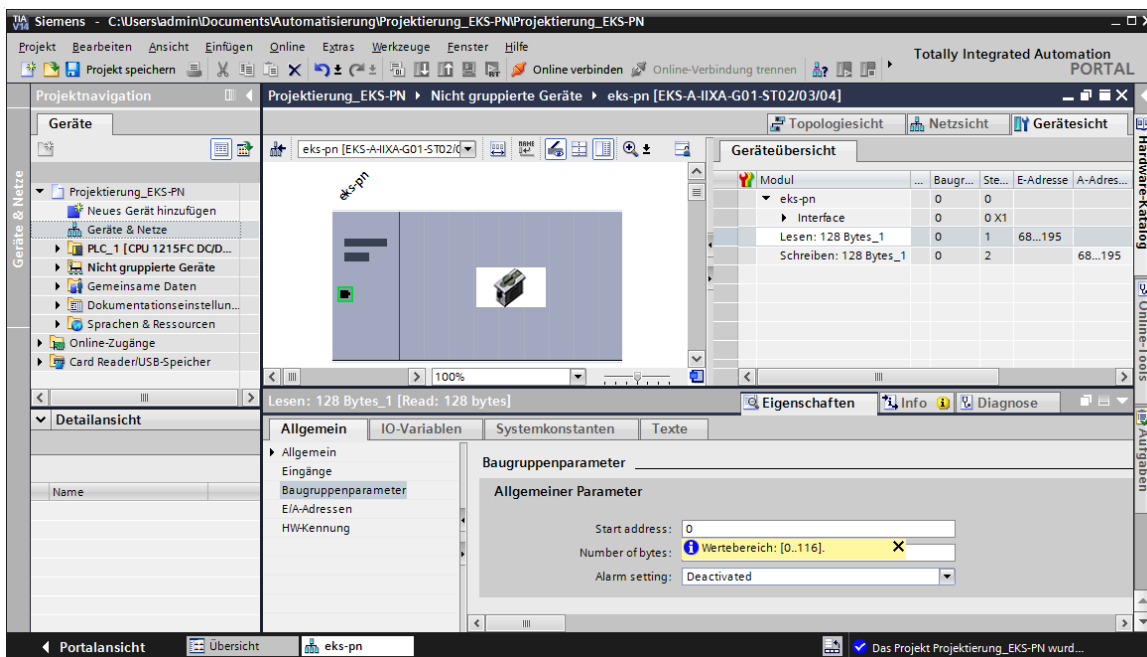 TIA V14 Siemens - C:\Users\admin\Documents\Automatisierung\Projektierung_EKS-PN\Projektierung_EKS-PN
Projekt Bearbeiten Ansicht Einfügen Online Extras Werkzeuge Fenster Hilfe
Totally Integrated Automation
PORTAL
Projekt speichern Online verbinden Online-Verbindung trennen
Projektnavigation
Projektierung_EKS-PN Nicht gruppierte Geräte eks-pn [EKS-A-IIXA-G01-ST02/03/04]
Geräte
Topologiesicht Netzsicht Gerätesicht
eks-pn [EKS-A-IIXA-G01-ST02/0
Geräteübersicht
Geräte & Netze
Projektierung_EKS-PN
Neues Gerät hinzufügen
Geräte & Netze
PLC_1 [CPU 1215FC DC/D...
Nicht gruppierte Geräte
Gemeinsame Daten
Dokumentationseinstellun...
Sprachen & Ressourcen
Online-Zugänge
Card Reader/USB-Speicher
eks-pn
100%
Modul ... Baugr... Ste... E-Adresse A-Adres...
eks-pn 0 0
Interface 0 0 X1
Lesen: 128 Bytes_1 0 1 68...195
Schreiben: 128 Bytes_1 0 2 68...195
Hardware-Katalog
Online-Tools
Aufgaben
Detailansicht
Name
Lesen: 128 Bytes_1 [Read: 128 bytes]
Eigenschaften Info Diagnose
Allgemein IO-Variablen Systemkonstanten Texte
Allgemein
Eingänge
Baugruppenparameter
E/A-Adressen
HW-Kennung
Baugruppenparameter
Allgemeiner Parameter
Start address: 0
Number of bytes: Wertebereich: [0..116].
Alarm setting: Deactivated
Portalansicht Übersicht eks-pn Das Projekt Projektierung_EKS-PN wurd...